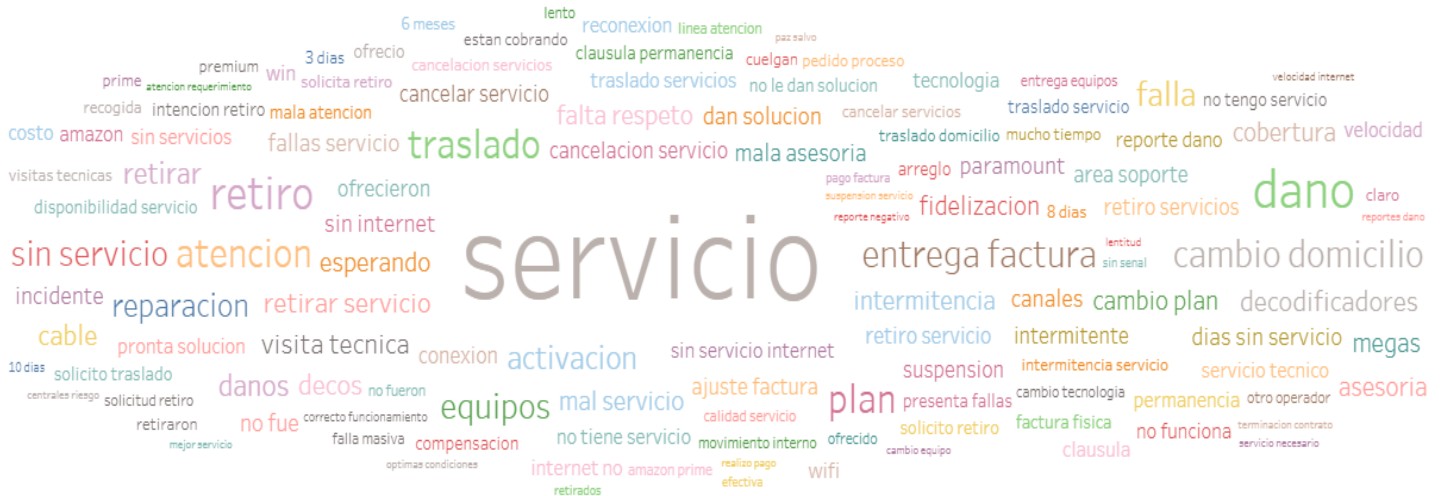 lento
6 meses
reconexion
linea atencion
estan cobrando
paz salvo
3 dias
ofrecio
clausula permanencia
cuelgan
pedido proceso
premium
win
cancelacion servicios
prime
atencion requerimiento
solicita retiro
traslado servicios
no le dan solucion
tecnologia
entrega equipos
velocidad internet
recogida
intencion retiro
mala atencion
cancelar servicio
falta respeto
dan solucion
cancelar servicios
traslado servicio
falla
no tengo servicio
costo
amazon
sin servicios
fallas servicio
traslado
cancelacion servicio
mala asesoria
traslado domicilio
mucho tiempo
reporte dano
cobertura
velocidad
visitas tecnicas
retirar
retiro
ofrecieron
pago factura
arreglo
paramount
area soporte
dano
claro
disponibilidad servicio
sin internet
suspension servicio
reporte negativo
fidelizacion
8 dias
retiro servicios
reportes dano
sin servicio
atencion
esperando
servicio
entrega factura
lentitud
sin senal
cambio domicilio
incidente
reparacion
retirar servicio
intermitencia
canales
cambio plan
decodificadores
cable
pronta solucion
visita tecnica
conexion
activacion
sin servicio internet
retiro servicio
intermitente
dias sin servicio
megas
10 dias
solicito traslado
danos
decos
no fueron
ajuste factura
suspension
intermitencia servicio
servicio tecnico
centrales riesgo
solicitud retiro
equipos
mal servicio
calidad servicio
plan
presenta fallas
cambio tecnologia
permanencia
otro operador
asesoria
retiraron
no fue
correcto funcionamiento
mejor servicio
falla masiva
compensacion
no tiene servicio
movimiento interno
ofrecido
solicito retiro
factura fisica
no funciona
terminacion contrato
servicio necesario
optimas condiciones
internet no
amazon prime
realizo pago
efectiva
wifi
cambio equipo
clausula
retirados